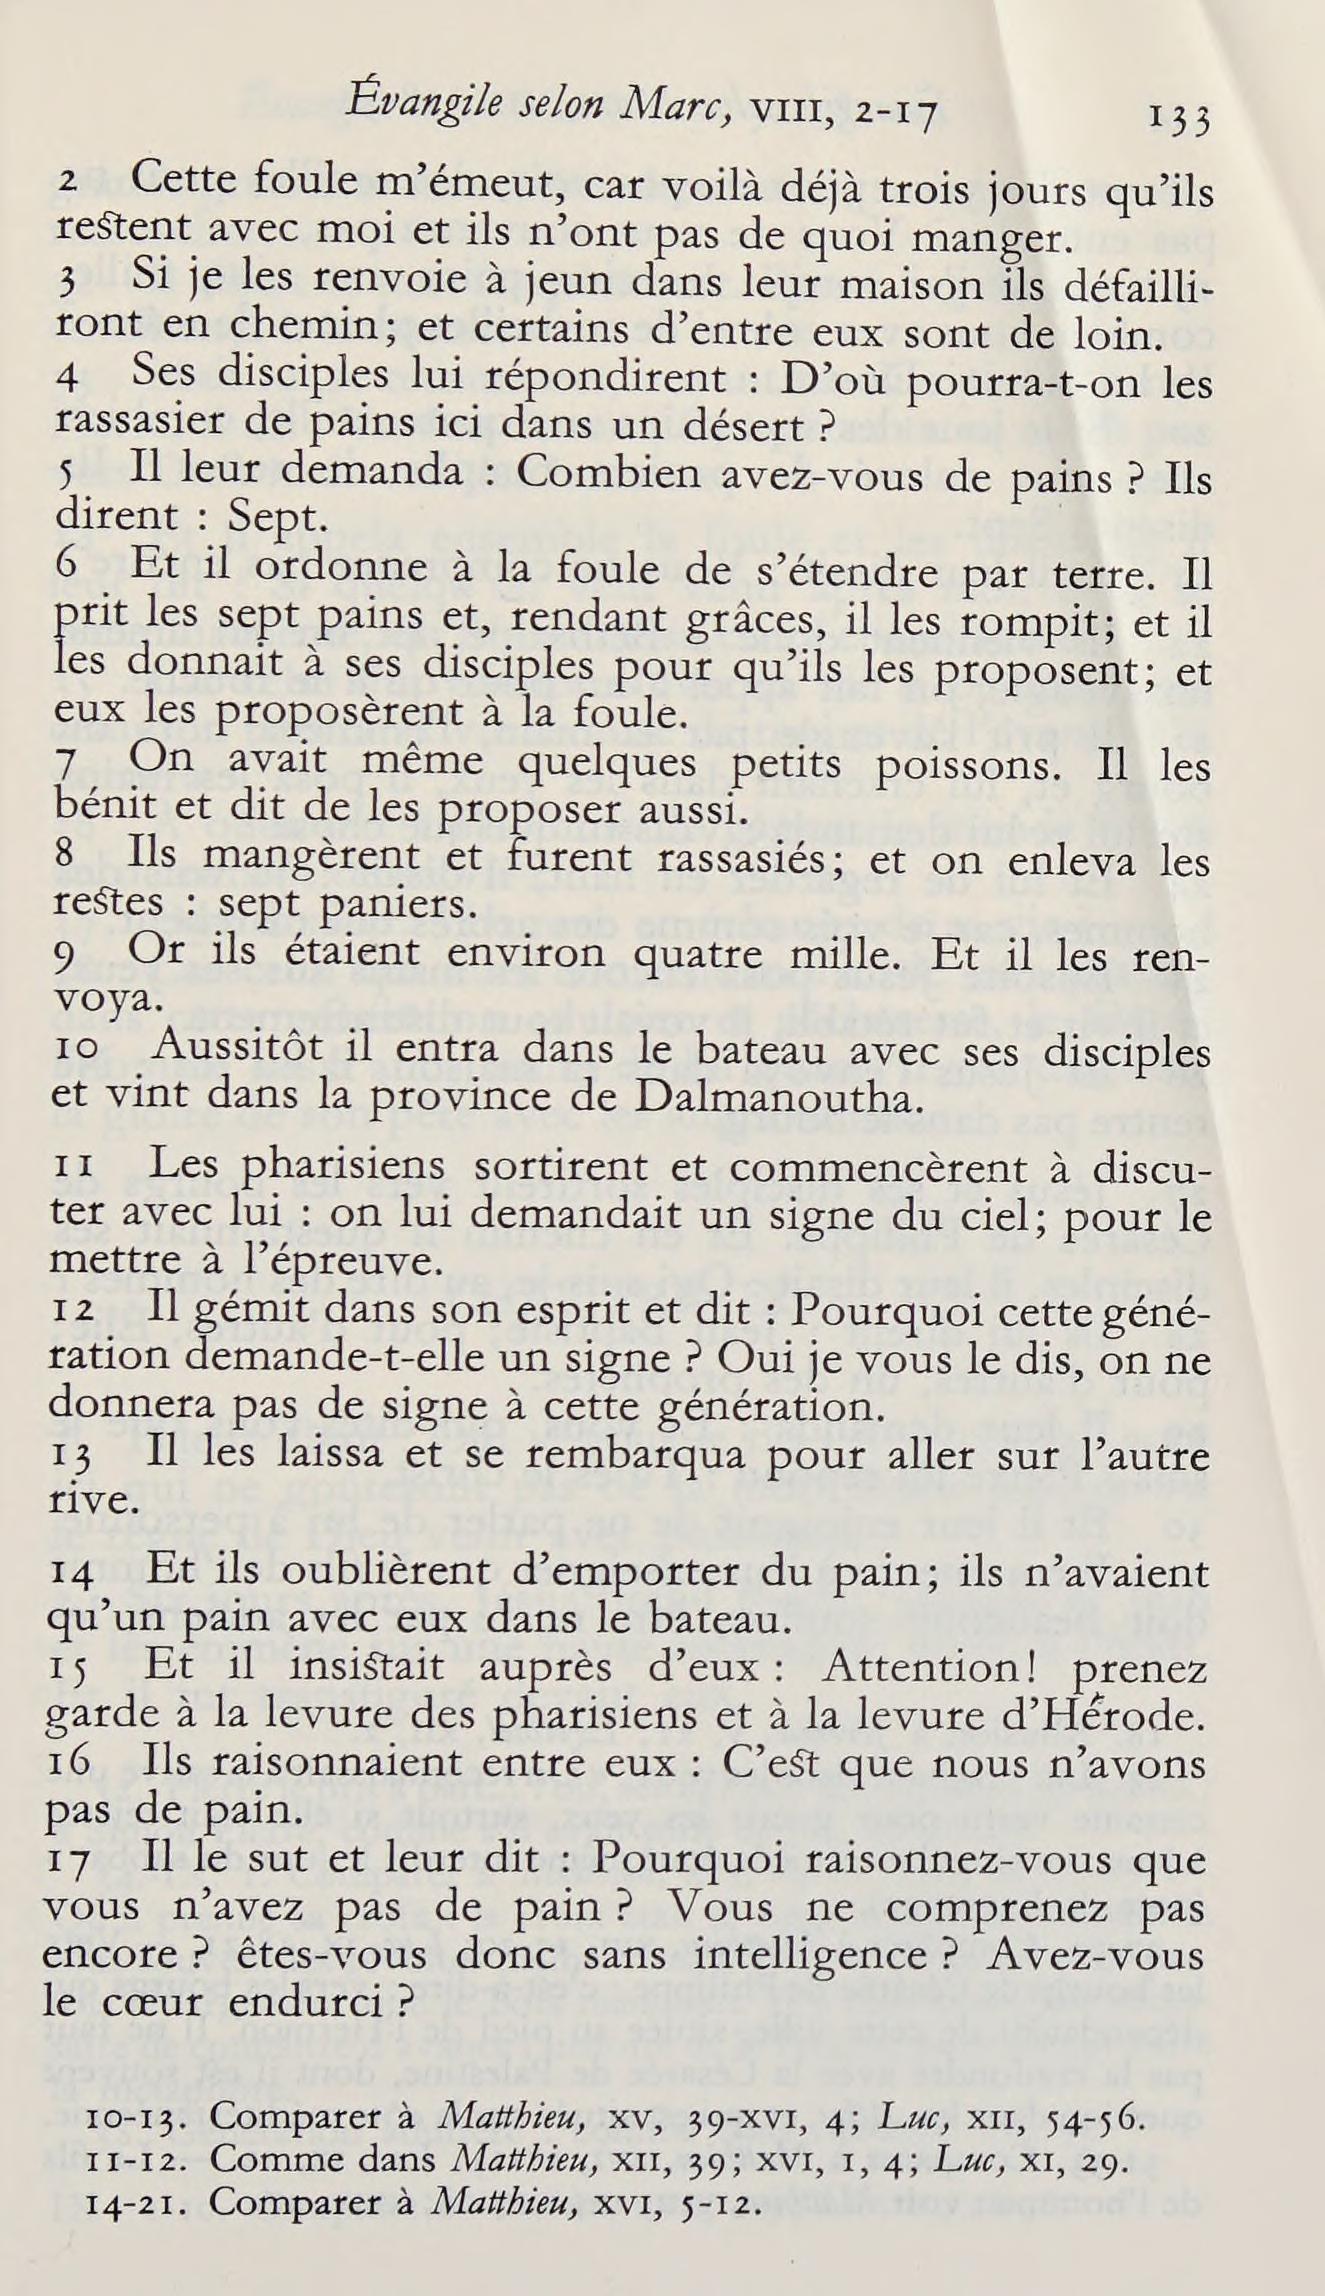 Évangile selon Marc, VIII, 2-17 133
2 Cette foule m’émeut, car voilà déjà trois jours qu’ils
restent avec moi et ils n’ont pas de quoi manger.
3 Si je les renvoie à jeun dans leur maison ils défailli-
ront en chemin; et certains d’entre eux sont de loin.
4 Ses disciples lui répondirent : D’où pourra-t-on les
rassasier de pains ici dans un désert ?
5 Il leur demanda : Combien avez-vous de pains ? Ils
dirent : Sept.
6 Et il ordonne à la foule de s’étendre par terre. Il
prit les sept pains et, rendant grâces, il les rompit; et il
les donnait à ses disciples pour qu’ils les proposent; et
eux les proposèrent à la foule.
7 On avait même quelques petits poissons. Il les
bénit et dit de les proposer aussi.
8 Ils mangèrent et furent rassasiés; et on enleva les
restes : sept paniers.
9 Or ils étaient environ quatre mille. Et il les ren-
voya.
10 Aussitôt il entra dans le bateau avec ses disciples
et vint dans la province de Dalmanoutha.
11 Les pharisiens sortirent et commencèrent à discu-
ter avec lui : on lui demandait un signe du ciel; pour le
mettre à l’épreuve.
12 Il gémit dans son esprit et dit : Pourquoi cette géné-
ration demande-t-elle un signe ? Oui je vous le dis, on ne
donnera pas de signe à cette génération.
13 Il les laissa et se rembarqua pour aller sur l’autre
rive.
14 Et ils oublièrent d’emporter du pain; ils n’avaient
qu’un pain avec eux dans le bateau.
15 Et il insistait auprès d’eux : Attention! prenez
garde à la levure des pharisiens et à la levure d’Hérode.
16 Ils raisonnaient entre eux : C’est que nous n’avons
pas de pain.
17 Il le sut et leur dit : Pourquoi raisonnez-vous que
vous n’avez pas de pain ? Vous ne comprenez pas
encore ? êtes-vous donc sans intelligence ? Avez-vous
le cœur endurci ?
10-13. Comparer à Matthieu, XV, 39-XVI, 4; Luc, XII, 54-56.
11-12. Comme dans Matthieu, XII, 39; XVI, 1, 4; Luc, XI, 29.
14-21. Comparer à Matthieu, XVI, 5-12.